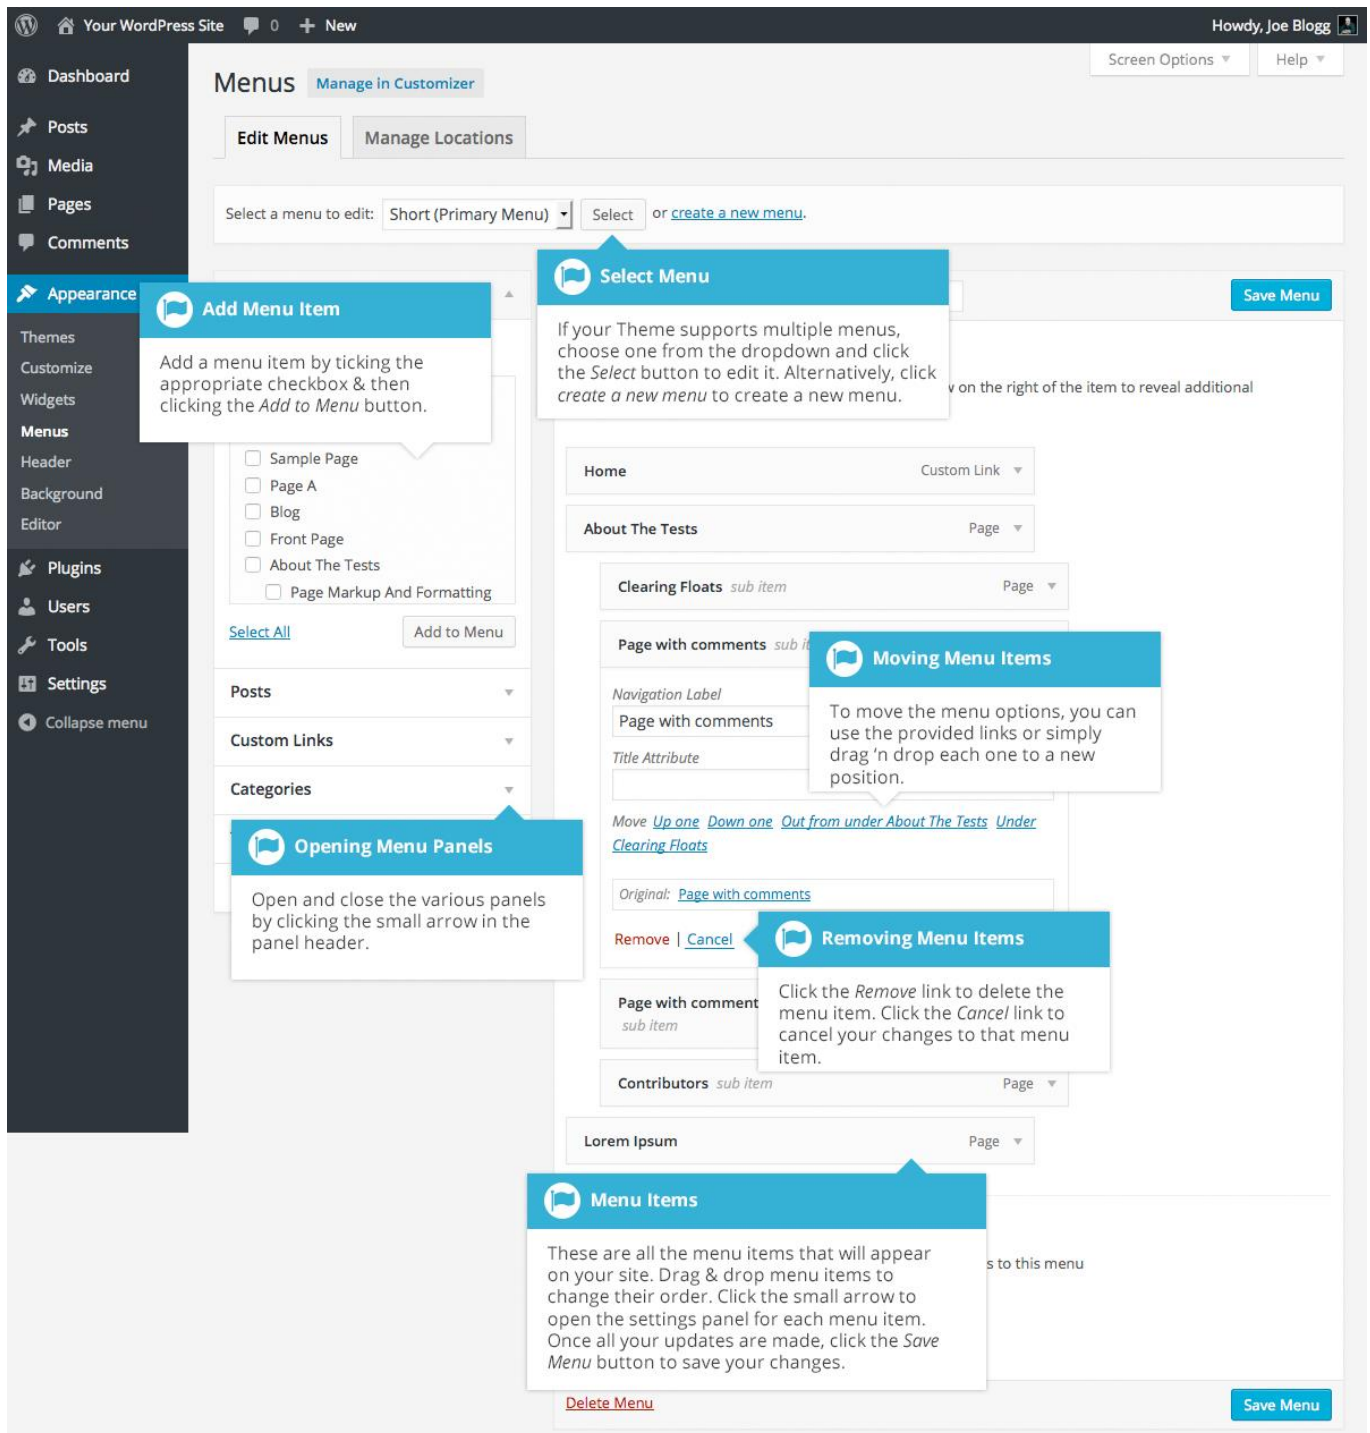 Your WordPress Site 0 + New
Howdy, Joe Blogg
Dashboard
Posts
Media
Pages
Comments
Appearance
Themes
Customize
Widgets
Menus
Header
Background
Editor
Plugins
Users
Tools
Settings
Collapse menu
Screen Options
Help
Menus
Manage in Customizer
Edit Menus
Manage Locations
Select a menu to edit: Short (Primary Menu) Select or create a new menu.
Select Menu
If your Theme supports multiple menus,
choose one from the dropdown and click
the Select button to edit it. Alternatively, click
create a new menu to create a new menu.
Save Menu
Add Menu Item
Add a menu item by ticking the
appropriate checkbox & then
clicking the Add to Menu button.
on the right of the item to reveal additional
Sample Page
Page A
Blog
Front Page
About The Tests
Page Markup And Formatting
Select All
Add to Menu
Posts
Custom Links
Categories
Opening Menu Panels
Open and close the various panels
by clicking the small arrow in the
panel header.
Home Custom Link
About The Tests Page
Clearing Floats sub item Page
Page with comments sub
Moving Menu Items
To move the menu options, you can
use the provided links or simply
drag ‘n drop each one to a new
position.
Navigation Label
Page with comments
Title Attribute
Move Up one Down one Out from under About The Tests Under
Clearing Floats
Original: Page with comments
Remove | Cancel
Removing Menu Items
Click the Remove link to delete the
menu item. Click the Cancel link to
cancel your changes to that menu
item.
Page with comment
sub item
Contributors sub item Page
Lorem Ipsum Page
Menu Items
These are all the menu items that will appear
on your site. Drag & drop menu items to
change their order. Click the small arrow to
open the settings panel for each menu item.
Once all your updates are made, click the Save
Menu button to save your changes.
s to this menu
Delete Menu
Save Menu